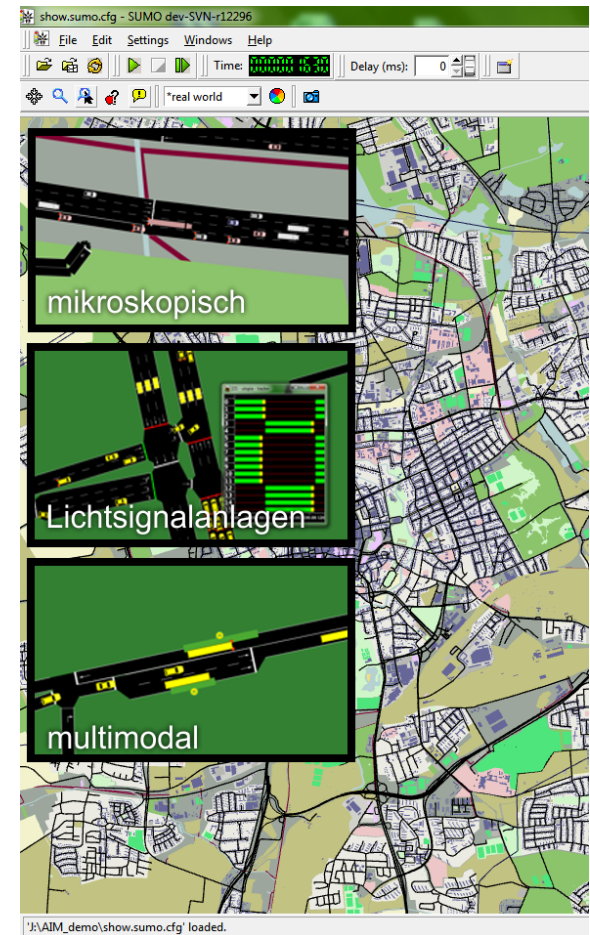 show.sumo.cfg - SUMO dev-SVN-r12296
File Edit Settings Windows Help
Time: Delay (ms): 0
*real world
mikroskopisch
Lichtsignalanlagen
multimodal
'J:\AIM_demo\show.sumo.cfg' loaded.